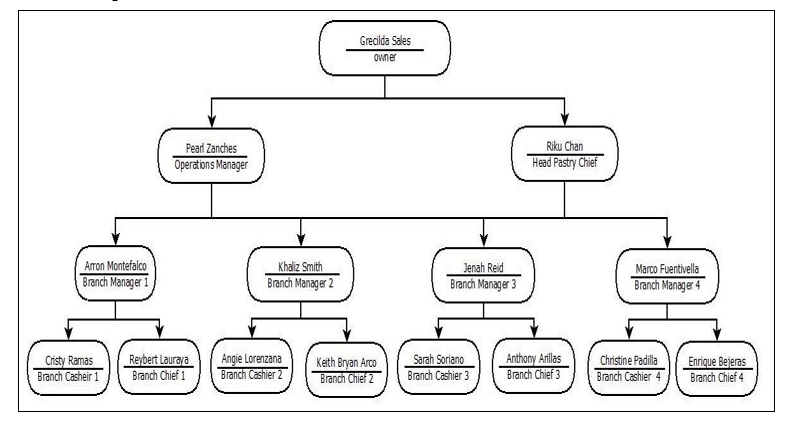 Grecilda Sales
owner
Pearl Zanches
Operations Manager
Riku Chan
Head Pastry Chief
Arron Montefalco
Branch Manager 1
Khaliz Smith
Branch Manager 2
Jenah Reid
Branch Manager 3
Marco Fuentivella
Branch Manager 4
Cristy Ramas
Branch Casheir 1
Reybert Lauraya
Branch Chief 1
Angie Lorenzana
Branch Cashier 2
Keith Bryan Arco
Branch Chief 2
Sarah Soriano
Branch Cashier 3
Anthony Arillas
Branch Chief 3
Christine Padilla
Branch Cashier 4
Enrique Bejeras
Branch Chief 4